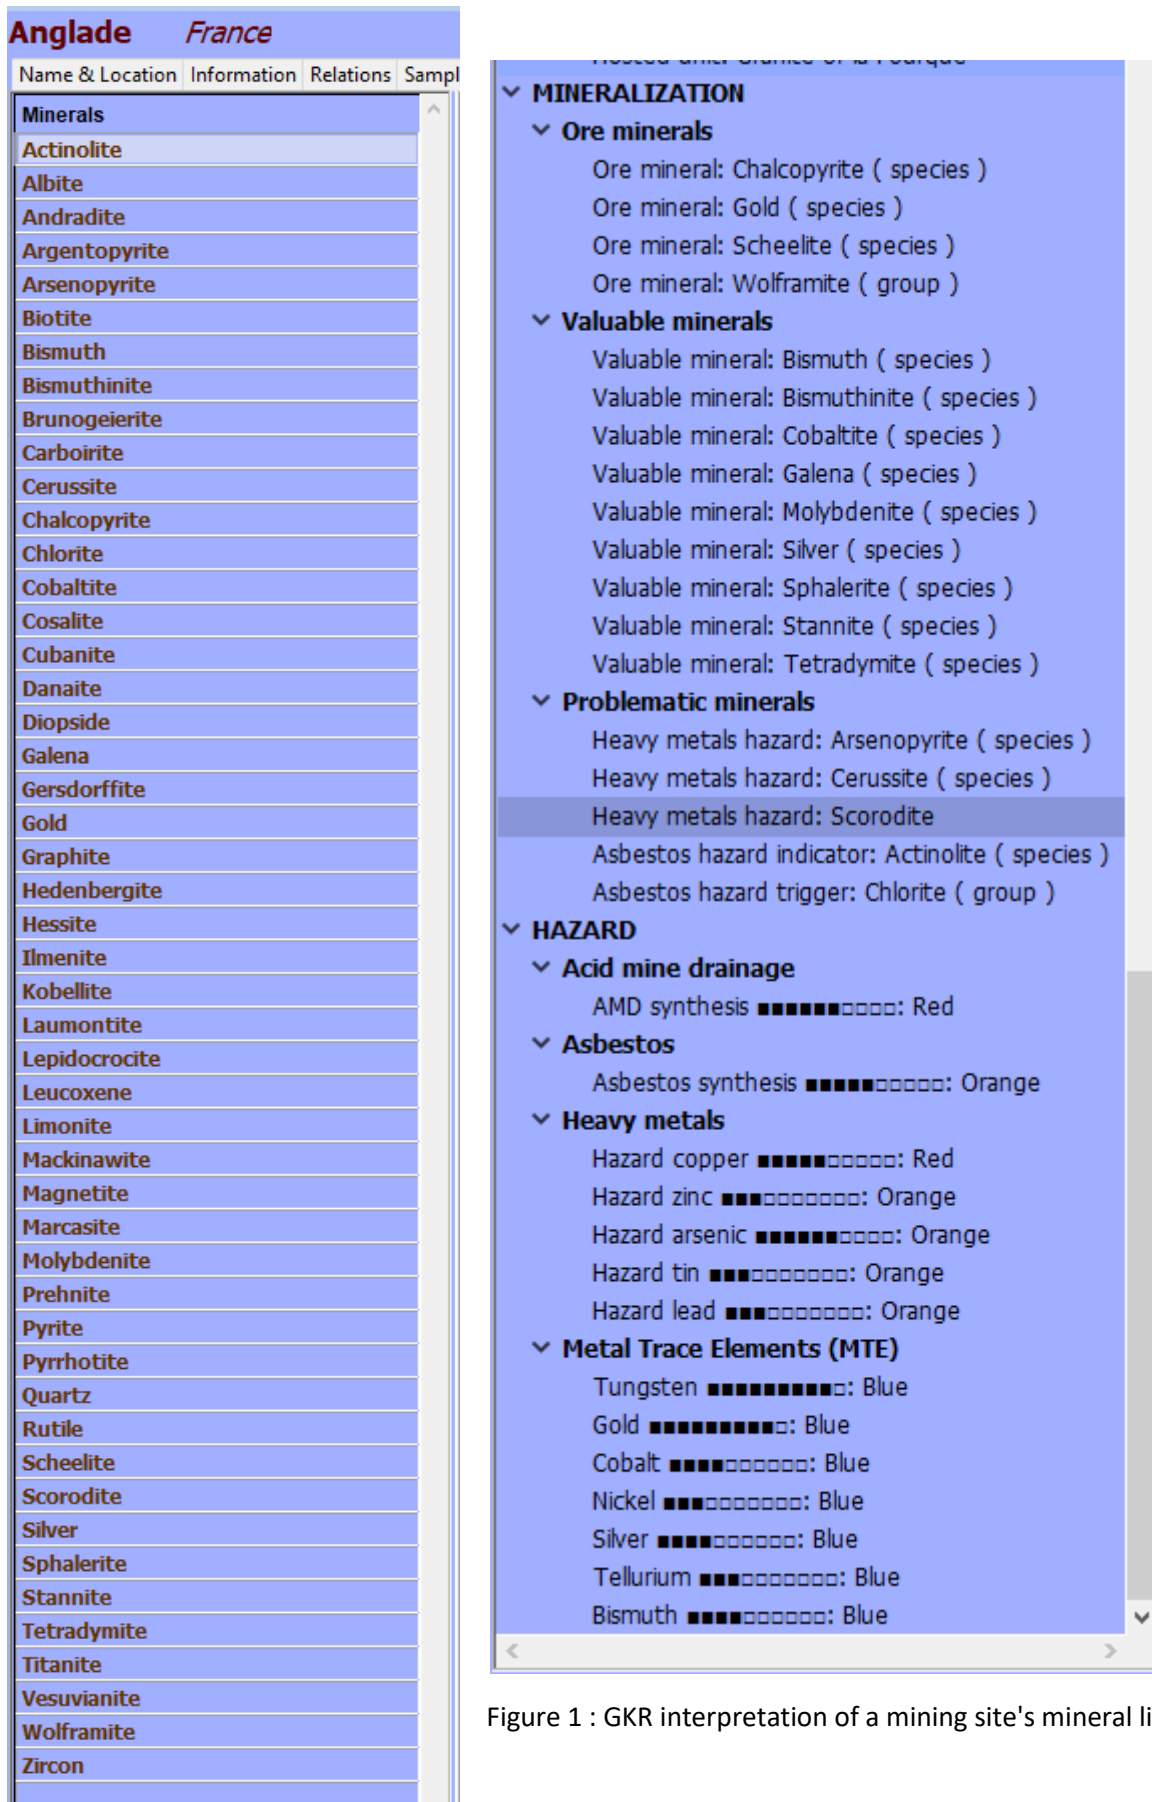 Anglade France
Name & Location Information Relations Sampl
Minerals
Actinolite
Albite
Andradite
Argentopyrite
Arsenopyrite
Biotite
Bismuth
Bismuthinite
Brunogeierite
Carboirite
Cerussite
Chalcopyrite
Chlorite
Cobaltite
Cosalite
Cubanite
Danaite
Diopside
Galena
Gersdorffite
Gold
Graphite
Hedenbergite
Hessite
Ilmenite
Kobellite
Laumontite
Lepidocrocite
Leucoxene
Limonite
Mackinawite
Magnetite
Marcasite
Molybdenite
Prehnite
Pyrite
Pyrrhotite
Quartz
Rutile
Scheelite
Scorodite
Silver
Sphalerite
Stannite
Tetradymite
Titanite
Vesuvianite
Wolframite
Zircon
Hosted unit: Granite of la Fourque
MINERALIZATION
Ore minerals
Ore mineral: Chalcopyrite ( species )
Ore mineral: Gold ( species )
Ore mineral: Scheelite ( species )
Ore mineral: Wolframite ( group )
Valuable minerals
Valuable mineral: Bismuth ( species )
Valuable mineral: Bismuthinite ( species )
Valuable mineral: Cobaltite ( species )
Valuable mineral: Galena ( species )
Valuable mineral: Molybdenite ( species )
Valuable mineral: Silver ( species )
Valuable mineral: Sphalerite ( species )
Valuable mineral: Stannite ( species )
Valuable mineral: Tetradymite ( species )
Problematic minerals
Heavy metals hazard: Arsenopyrite ( species )
Heavy metals hazard: Cerussite ( species )
Heavy metals hazard: Scorodite
Asbestos hazard indicator: Actinolite ( species )
Asbestos hazard trigger: Chlorite ( group )
HAZARD
Acid mine drainage
AMD synthesis ■■■■■■□□□□: Red
Asbestos
Asbestos synthesis ■■■■■□□□□□: Orange
Heavy metals
Hazard copper ■■■■■□□□□□: Red
Hazard zinc ■■■□□□□□□□: Orange
Hazard arsenic ■■■■■■□□□□: Orange
Hazard tin ■■■□□□□□□□: Orange
Hazard lead ■■■□□□□□□□: Orange
Metal Trace Elements (MTE)
Tungsten ■■■■■■■■■□: Blue
Gold ■■■■■■■■■□: Blue
Cobalt ■■■■□□□□□□: Blue
Nickel ■■■□□□□□□□: Blue
Silver ■■■■□□□□□□: Blue
Tellurium ■■■□□□□□□□: Blue
Bismuth ■■■■□□□□□□: Blue
Figure 1 : GKR interpretation of a mining site's mineral li